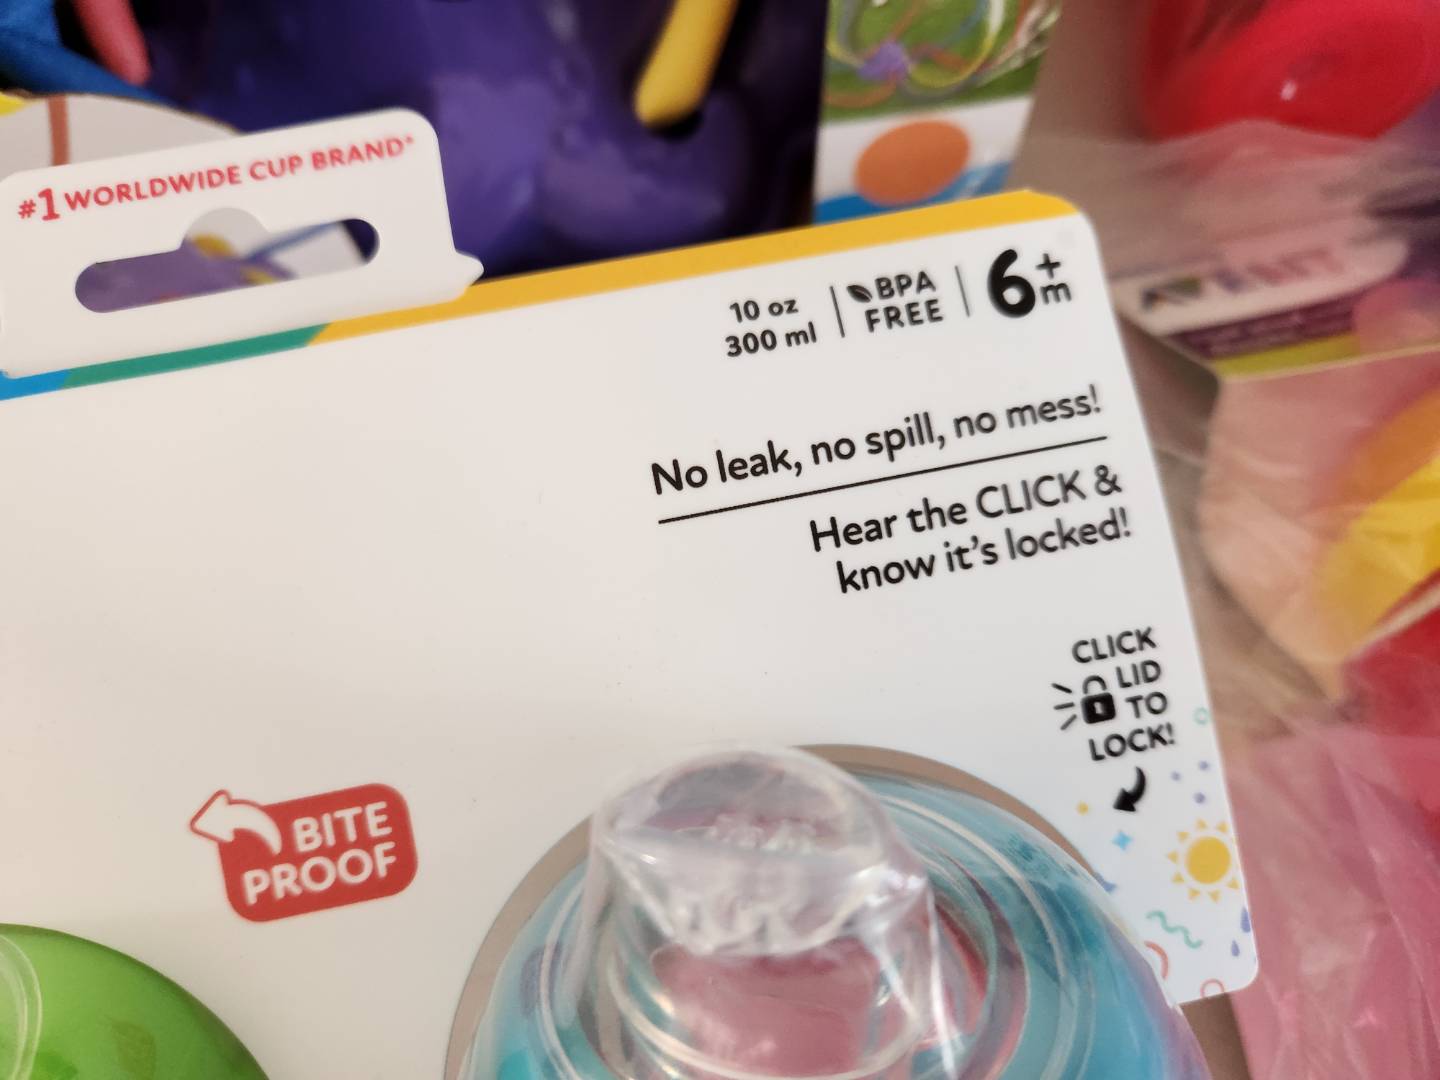 #1 WORLDWIDE CUP BRAND*
10 oz
300 ml
BPA
FREE
6+m
No leak, no spill, no mess!
Hear the CLICK &
know it's locked!
CLICK
LID
TO
LOCK!
BITE
PROOF